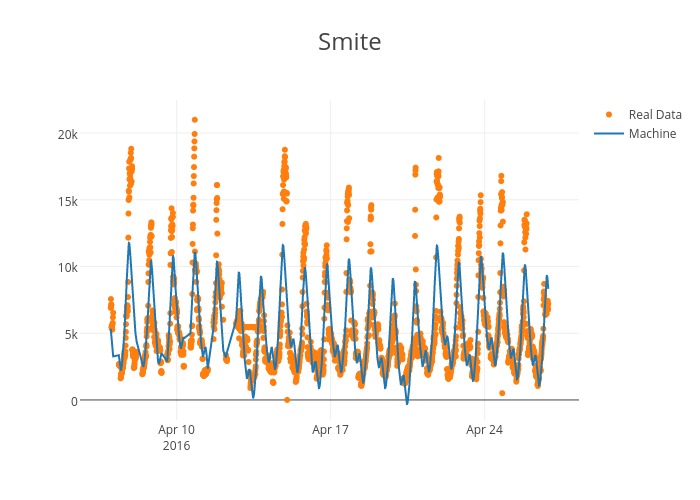 Smite
Real Data
Machine
20k
15k
10k
5k
0
Apr 10
2016
Apr 17
Apr 24